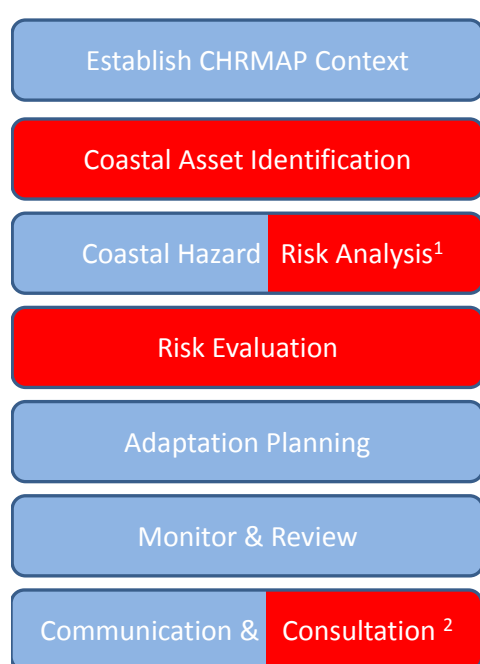 Establish CHRMAP Context
Coastal Asset Identification
Coastal Hazard Risk Analysis¹
Risk Evaluation
Adaptation Planning
Monitor & Review
Communication & Consultation ²